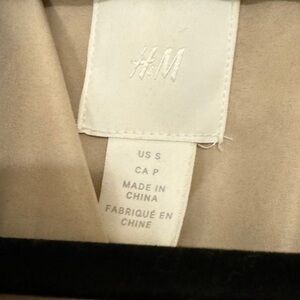 H&M
US S
CA P
MADE IN
CHINA
FABRIQUÉ EN
CHINE